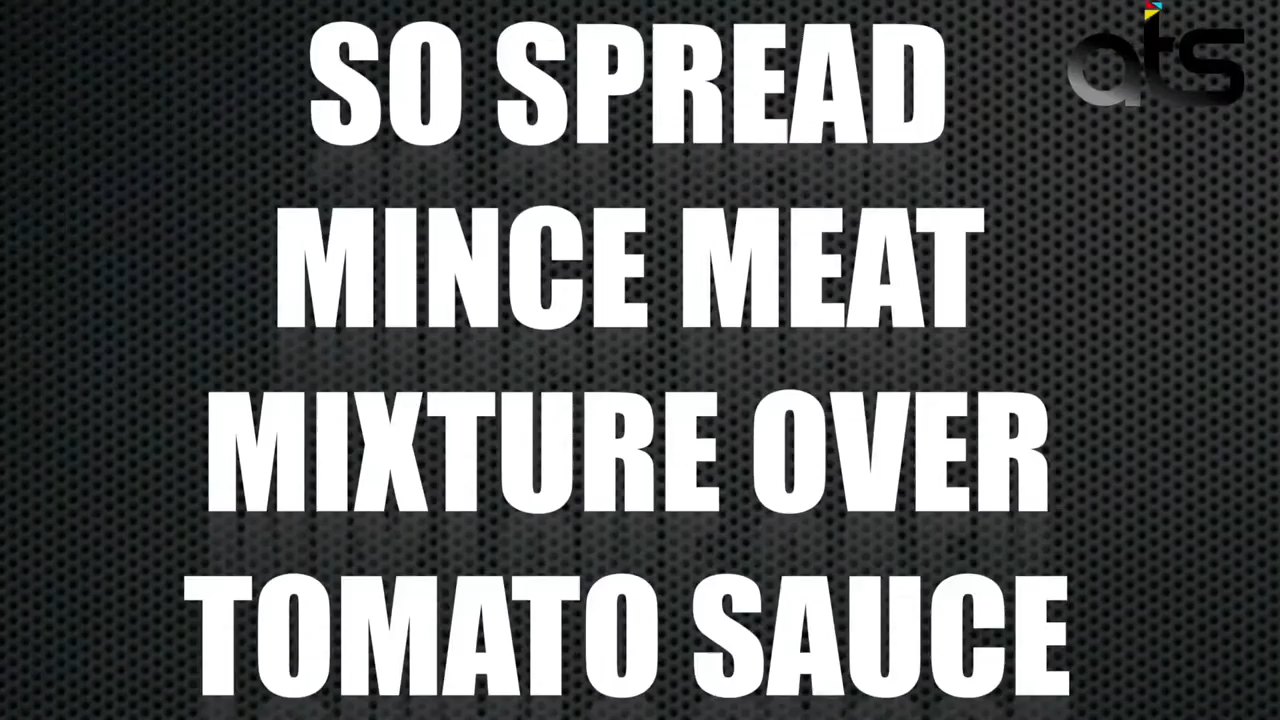 SO SPREAD
ats
MINCE MEAT
MIXTURE OVER
TOMATO SAUCE